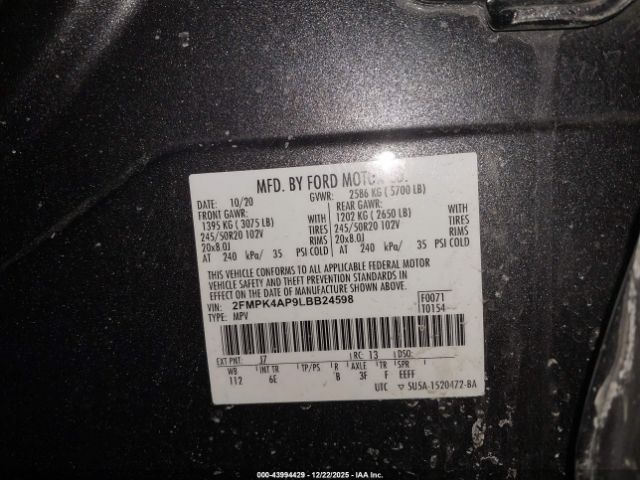 MFD. BY FORD MOTOR CO.
DATE: 10/20 GVWR: 2586 KG ( 5700 LB)
FRONT GAWR: REAR GAWR:
1395 KG ( 3075 LB) WITH 1202 KG ( 2650 LB) WITH
245/50R20 102V TIRES 245/50R20 102V TIRES
20x8.0J RIMS 20x8.0J RIMS
AT 240 kPa/ 35 PSI COLD AT 240 kPa/ 35 PSI COLD
THIS VEHICLE CONFORMS TO ALL APPLICABLE FEDERAL MOTOR
VEHICLE SAFETY AND THEFT PREVENTION STANDARDS IN
EFFECT ON THE DATE OF MANUFACTURE SHOWN ABOVE.
VIN: 2FMPK4AP9LBB24598 F0071
TYPE: MPV T0154
EXT PNT: J7 RC: 13 DSO:
WB INT TR TP/PS R AXLE TR SPR
112 6E B 3F F EEFF
UTC ▽ SU5A-1520472-BA
000-43994429 - 12/22/2025 - IAA Inc.